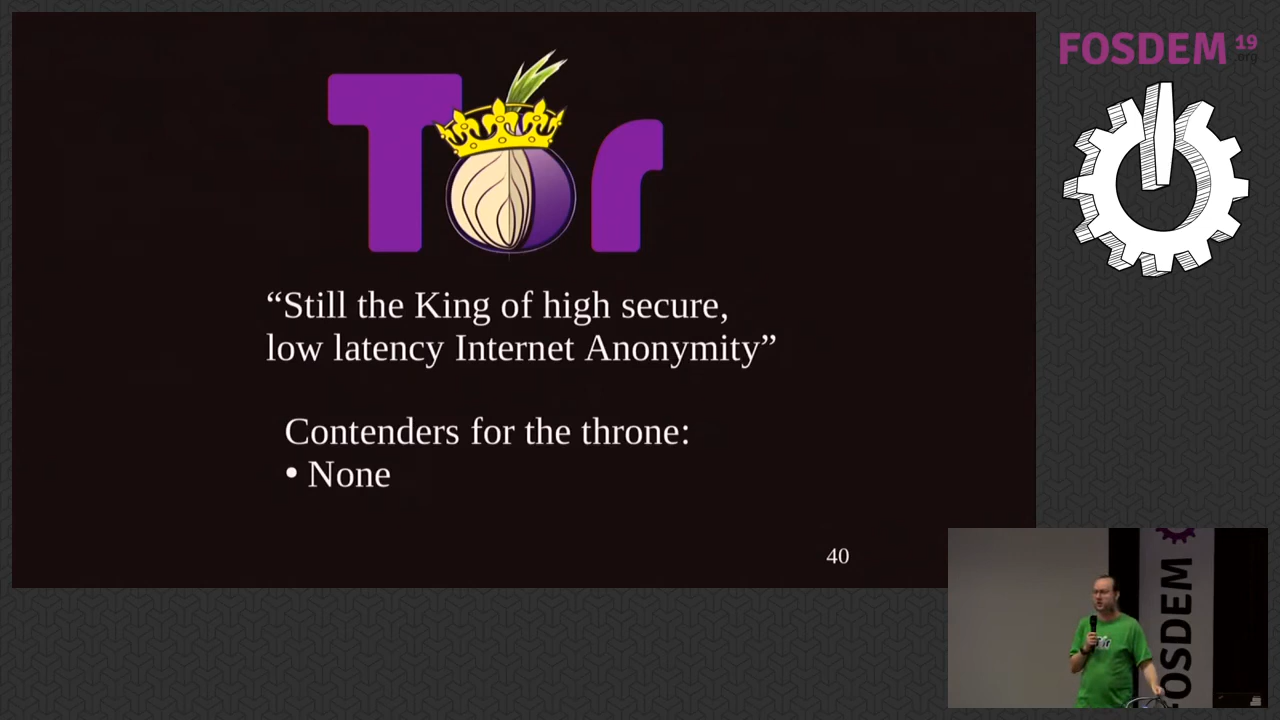 Tor
“Still the King of high secure,
low latency Internet Anonymity”
Contenders for the throne:
• None
40
FOSDEM 19
.org
FOSDEM
Tor